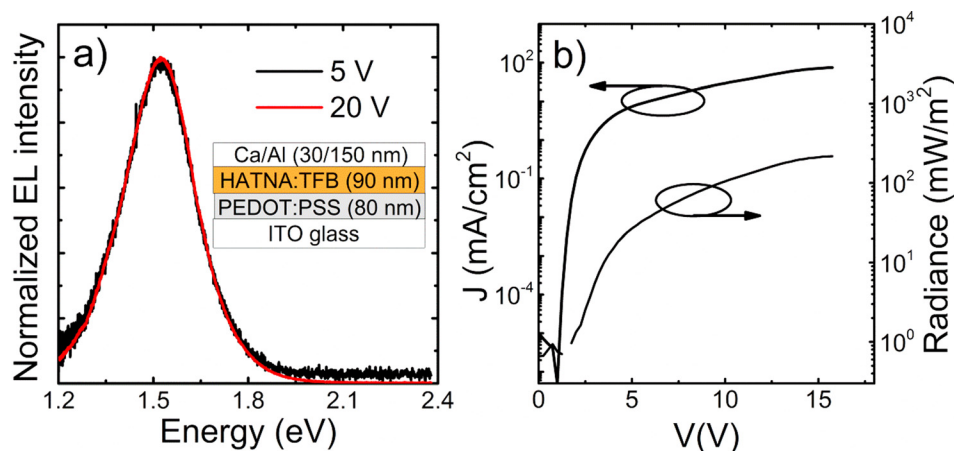 a)
5 V
20 V
Ca/Al (30/150 nm)
HATNA:TFB (90 nm)
PEDOT:PSS (80 nm)
ITO glass
Normalized EL intensity
1.2 1.5 1.8 2.1 2.4
Energy (eV)
b)
10²
10⁻¹
10⁻⁴
J (mA/cm²)
0 5 10 15
V(V)
10⁴
10³
10²
10¹
10⁰
Radiance (mW/m²)